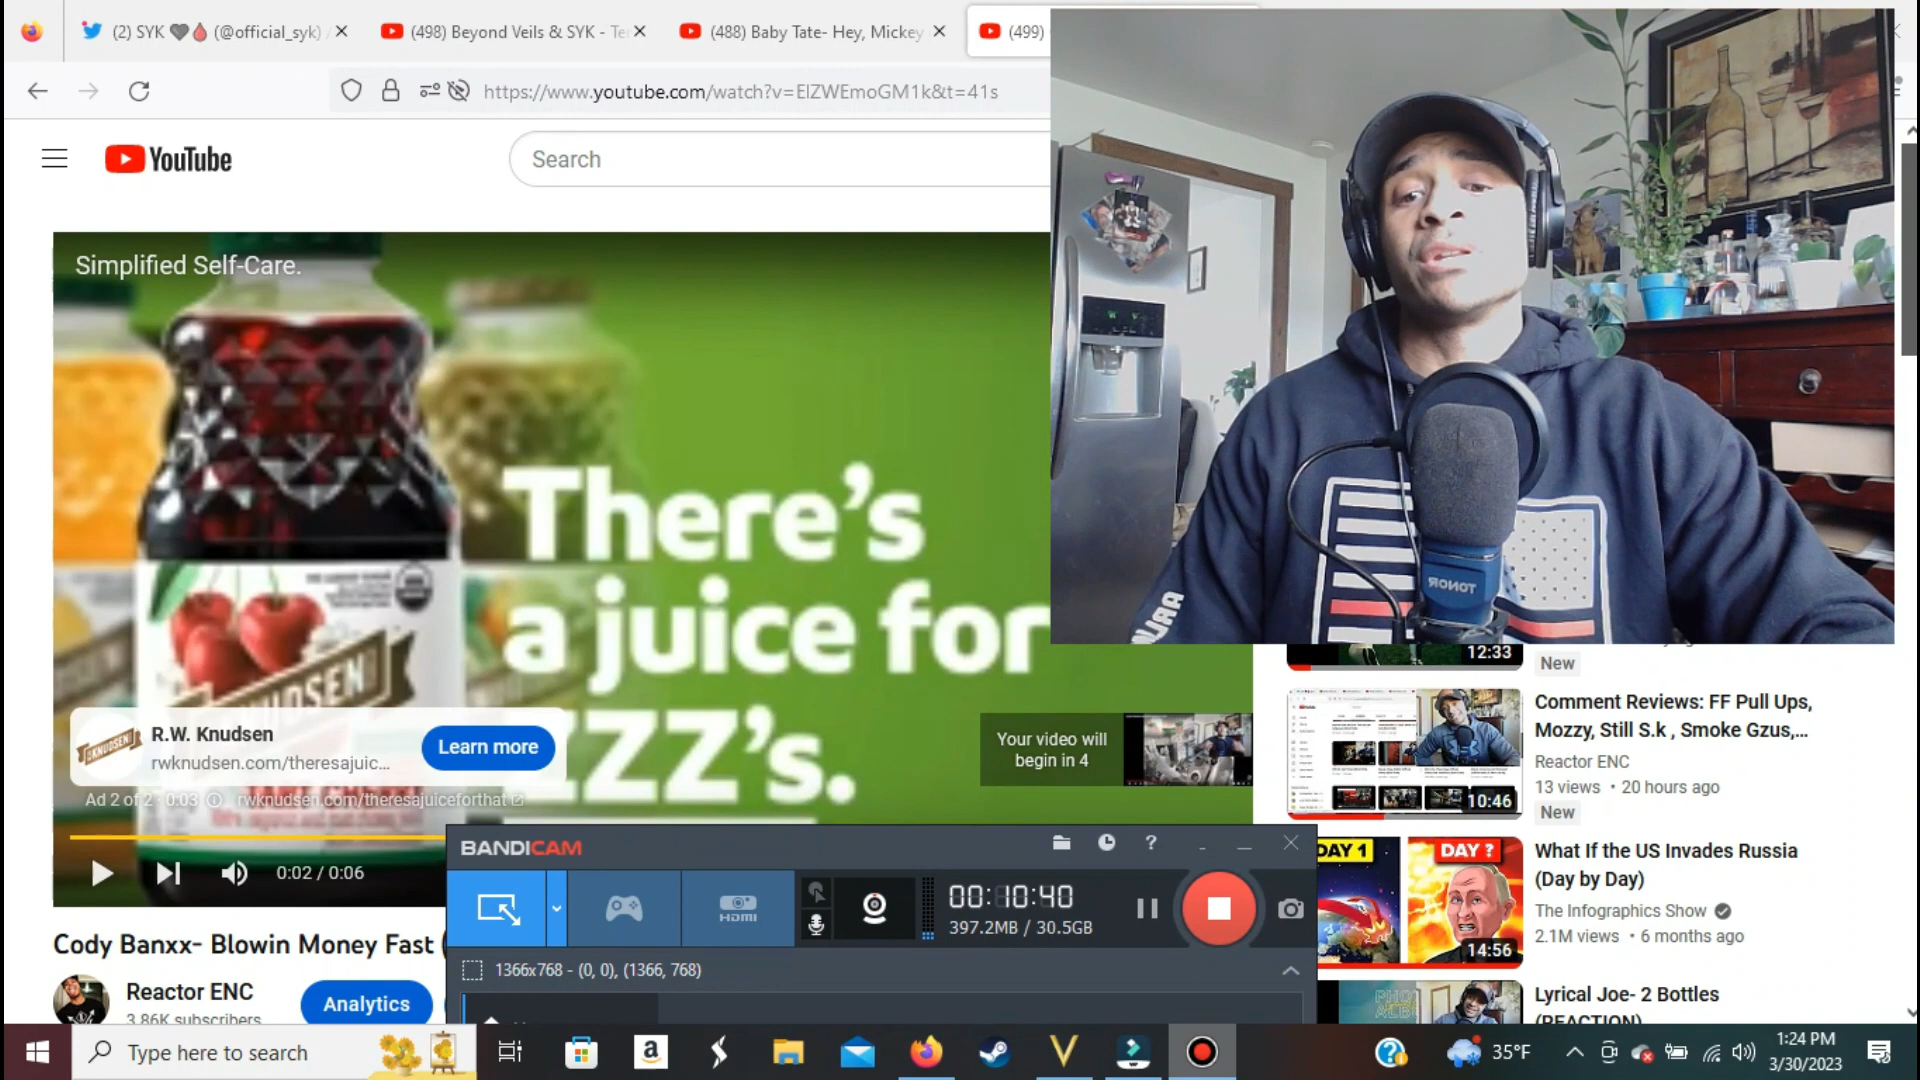 (2) SYK 🖤🩸 (@official_syk)
(498) Beyond Veils & SYK - Te
(488) Baby Tate- Hey, Mickey
(499)
https://www.youtube.com/watch?v=ElZWEmoGM1k&t=41s
YouTube
Search
Simplified Self-Care.
There's
a juice for
ZZZ's.
KNUDSEN
R.W. Knudsen
rwknudsen.com/theresajuic...
Learn more
Your video will
begin in 4
Ad 2 of 2 · 0:03 rwknudsen.com/theresajuiceforthat
0:02 / 0:06
TONOR
12:33
New
Comment Reviews: FF Pull Ups,
Mozzy, Still S.k , Smoke Gzus,...
Reactor ENC
13 views • 20 hours ago
New
10:46
DAY 1
DAY ?
14:56
What If the US Invades Russia
(Day by Day)
The Infographics Show
2.1M views • 6 months ago
Lyrical Joe- 2 Bottles
(REACTION)
BANDICAM
HDMI
00:10:40
397.2MB / 30.5GB
1366x768 - (0, 0), (1366, 768)
Cody Banxx- Blowin Money Fast (
Reactor ENC
3.86K subscribers
Analytics
Type here to search
35°F
1:24 PM
3/30/2023